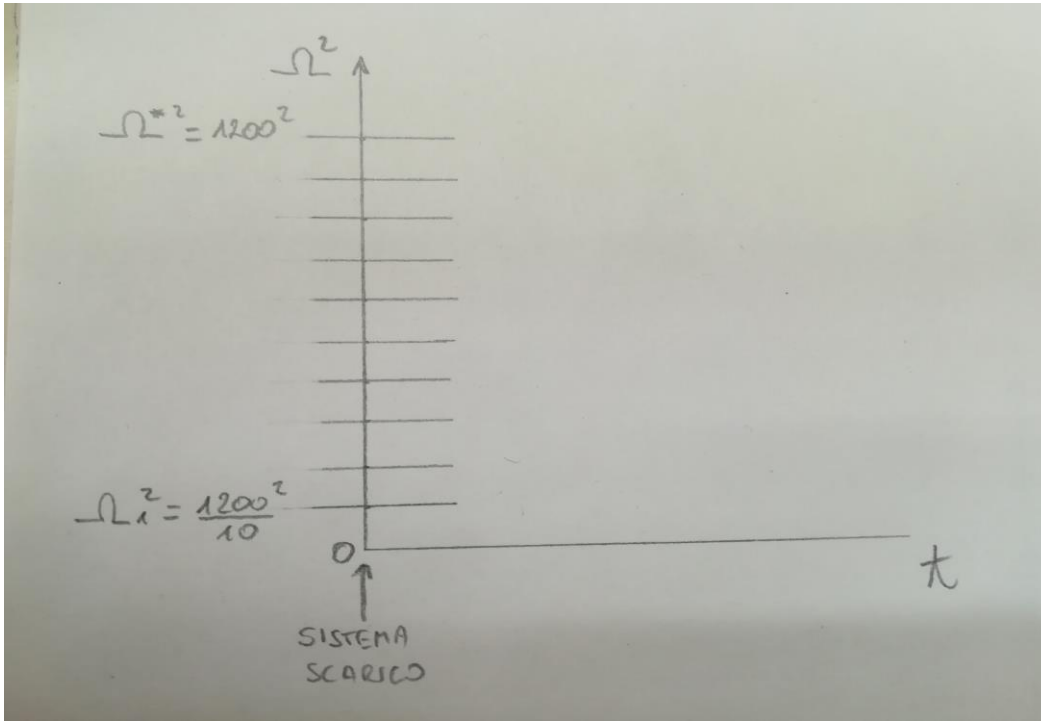 Ω²
Ω*² = 1200²
Ω₁² = 1200²/10
0
t
SISTEMA
SCARICO